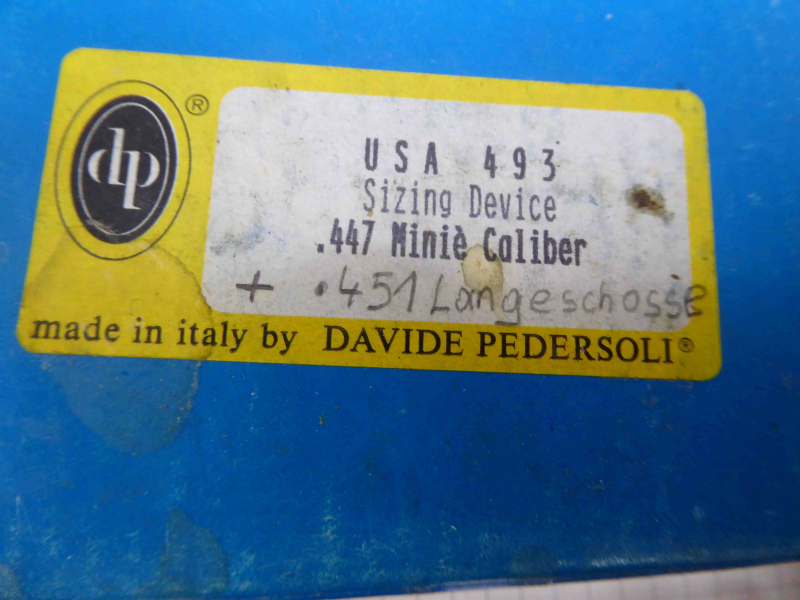 dp ®
USA 493
Sizing Device
.447 Miniè Caliber
+ .451 Langeschosse
made in italy by DAVIDE PEDERSOLI®